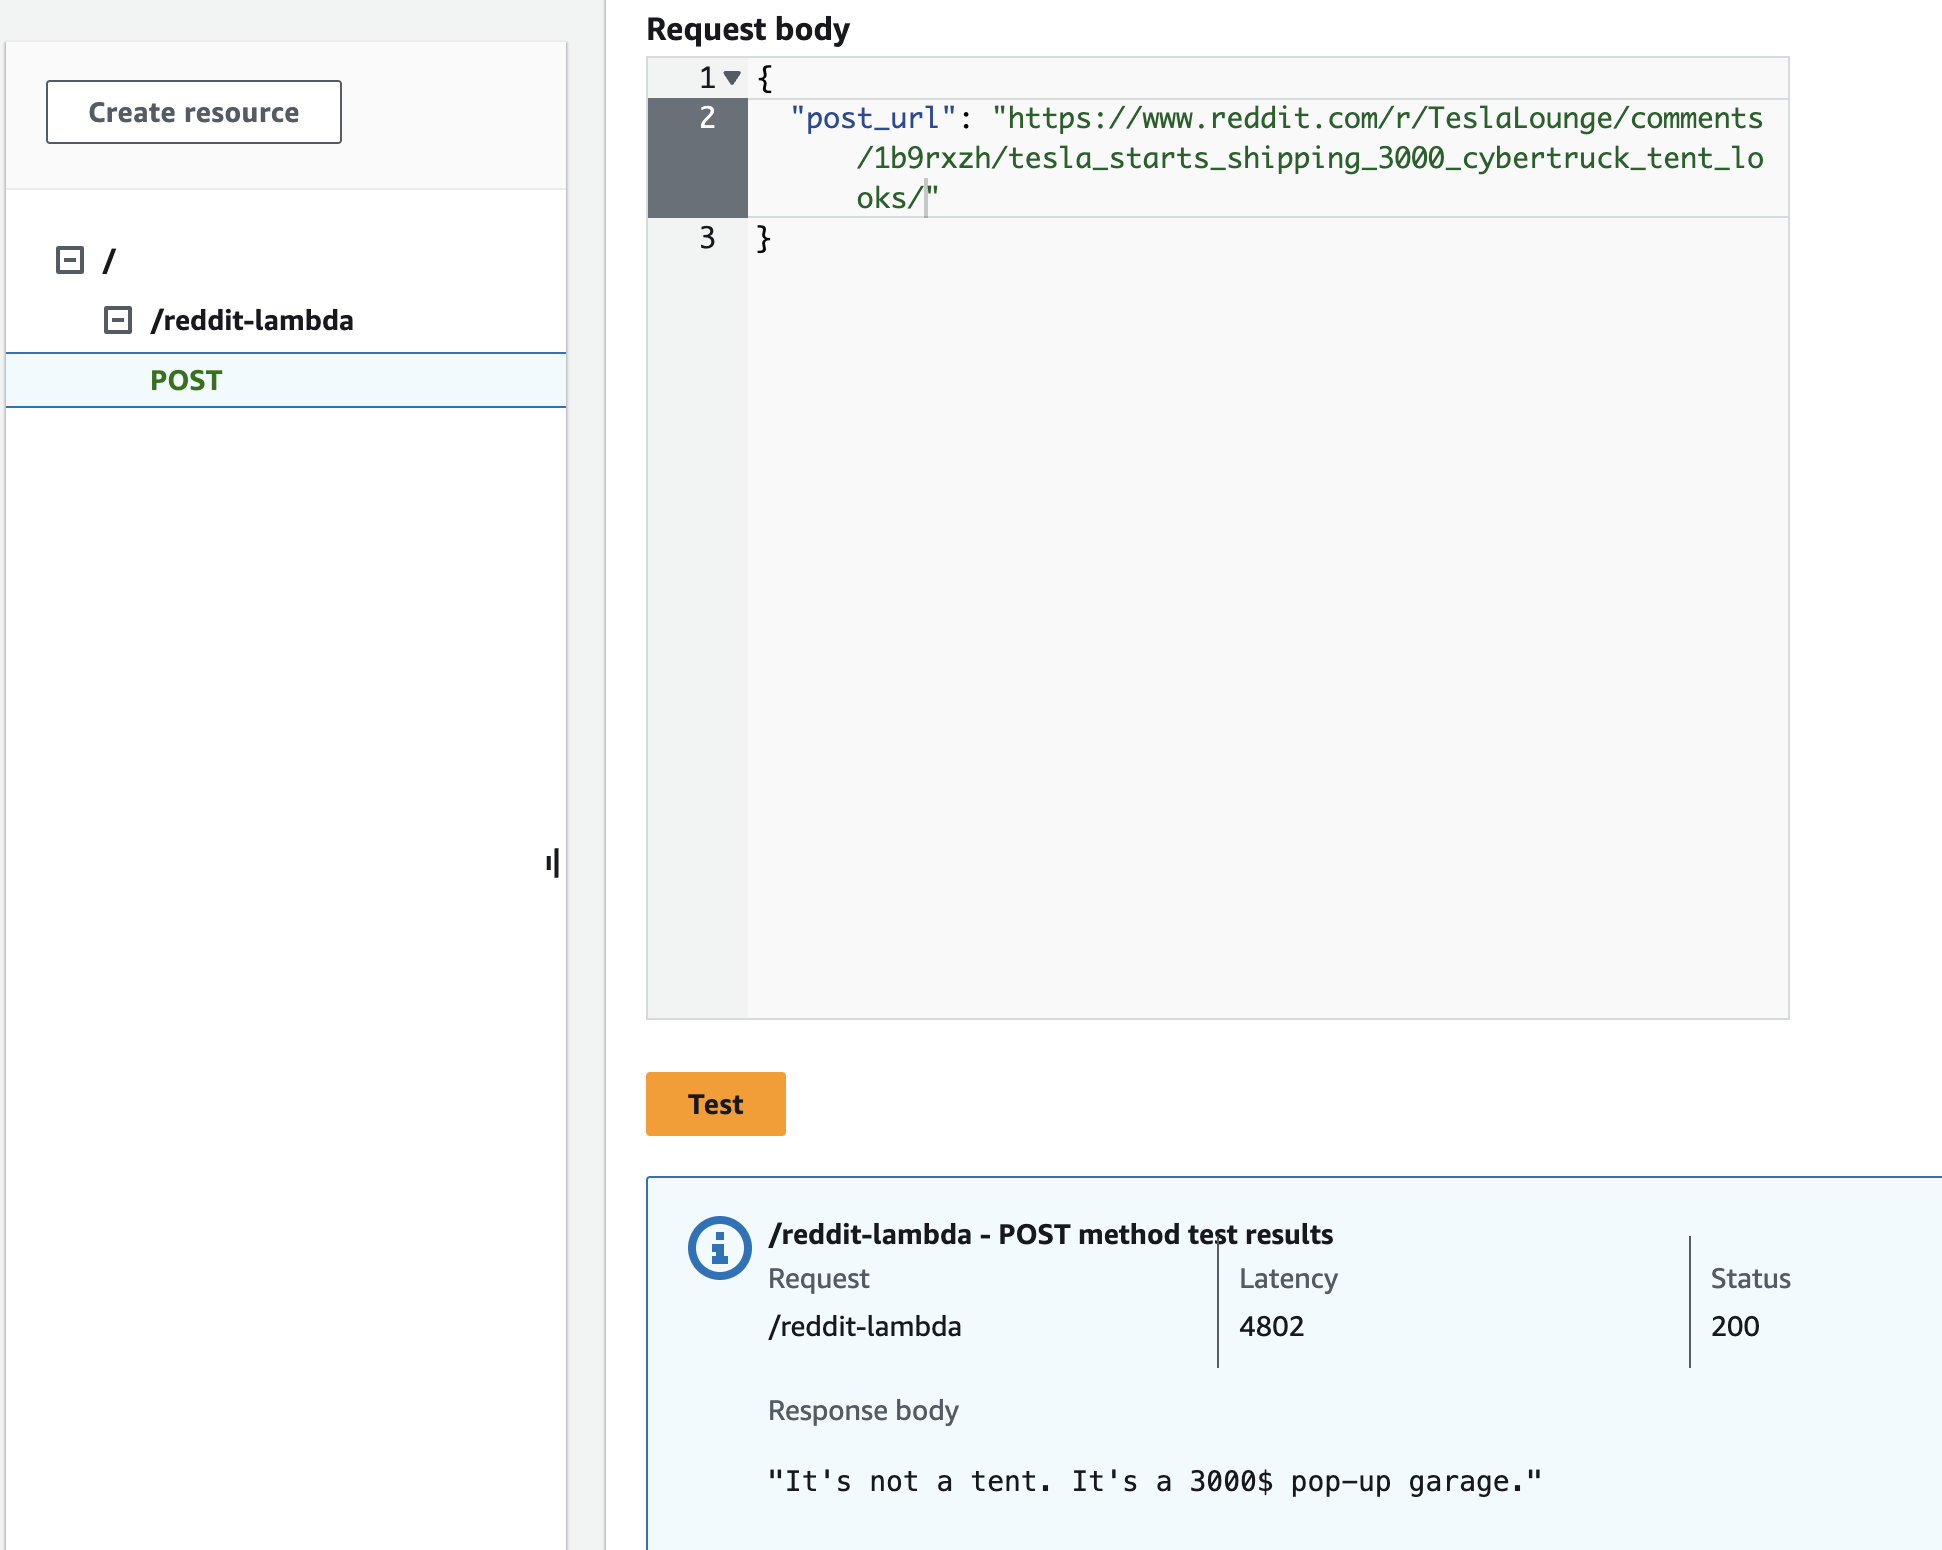 Create resource
/
/reddit-lambda
POST
Request body
1 {
2 "post_url": "https://www.reddit.com/r/TeslaLounge/comments
/1b9rxzh/tesla_starts_shipping_3000_cybertruck_tent_lo
oks/"
3 }
Test
/reddit-lambda - POST method test results
Request Latency Status
/reddit-lambda 4802 200
Response body
"It's not a tent. It's a 3000$ pop-up garage."